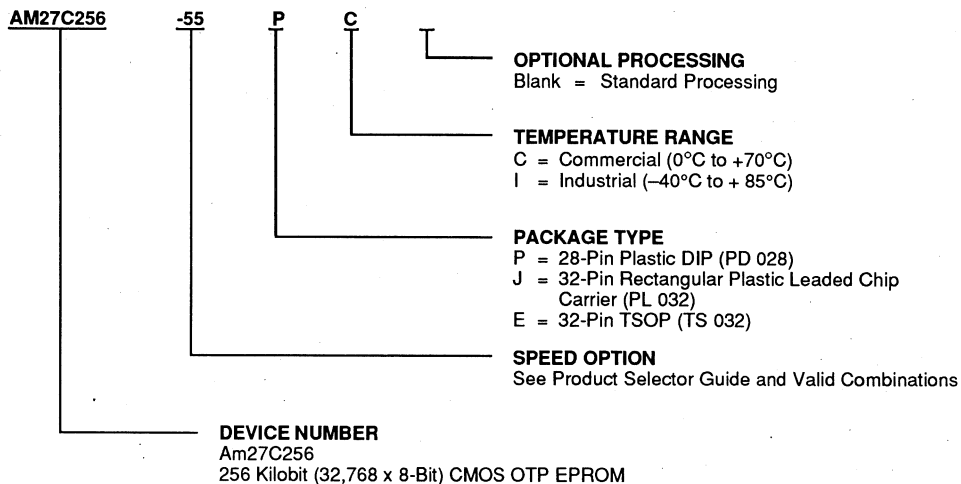 AM27C256 -55 P C
OPTIONAL PROCESSING
Blank = Standard Processing
TEMPERATURE RANGE
C = Commercial (0°C to +70°C)
I = Industrial (–40°C to + 85°C)
PACKAGE TYPE
P = 28-Pin Plastic DIP (PD 028)
J = 32-Pin Rectangular Plastic Leaded Chip
Carrier (PL 032)
E = 32-Pin TSOP (TS 032)
SPEED OPTION
See Product Selector Guide and Valid Combinations
DEVICE NUMBER
Am27C256
256 Kilobit (32,768 x 8-Bit) CMOS OTP EPROM